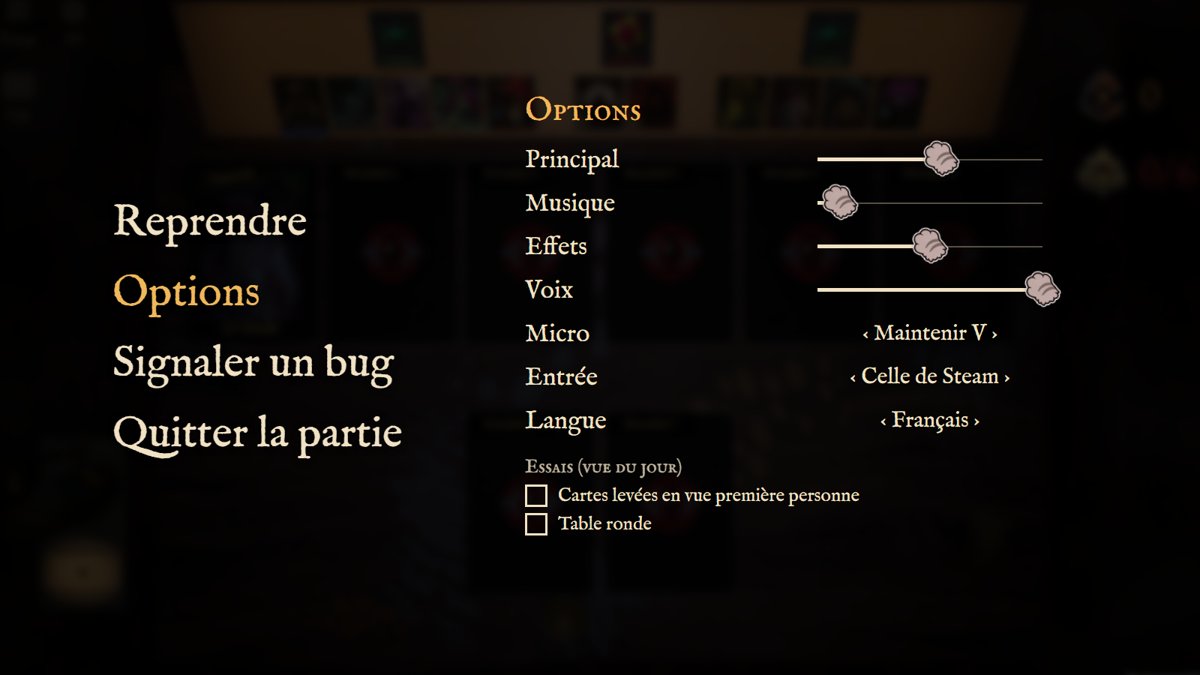 Reprendre
Options
Signaler un bug
Quitter la partie
Options
Principal
Musique
Effets
Voix
Micro
‹ Maintenir V ›
Entrée
‹ Celle de Steam ›
Langue
‹ Français ›
Essais (vue du jour)
Cartes levées en vue première personne
Table ronde